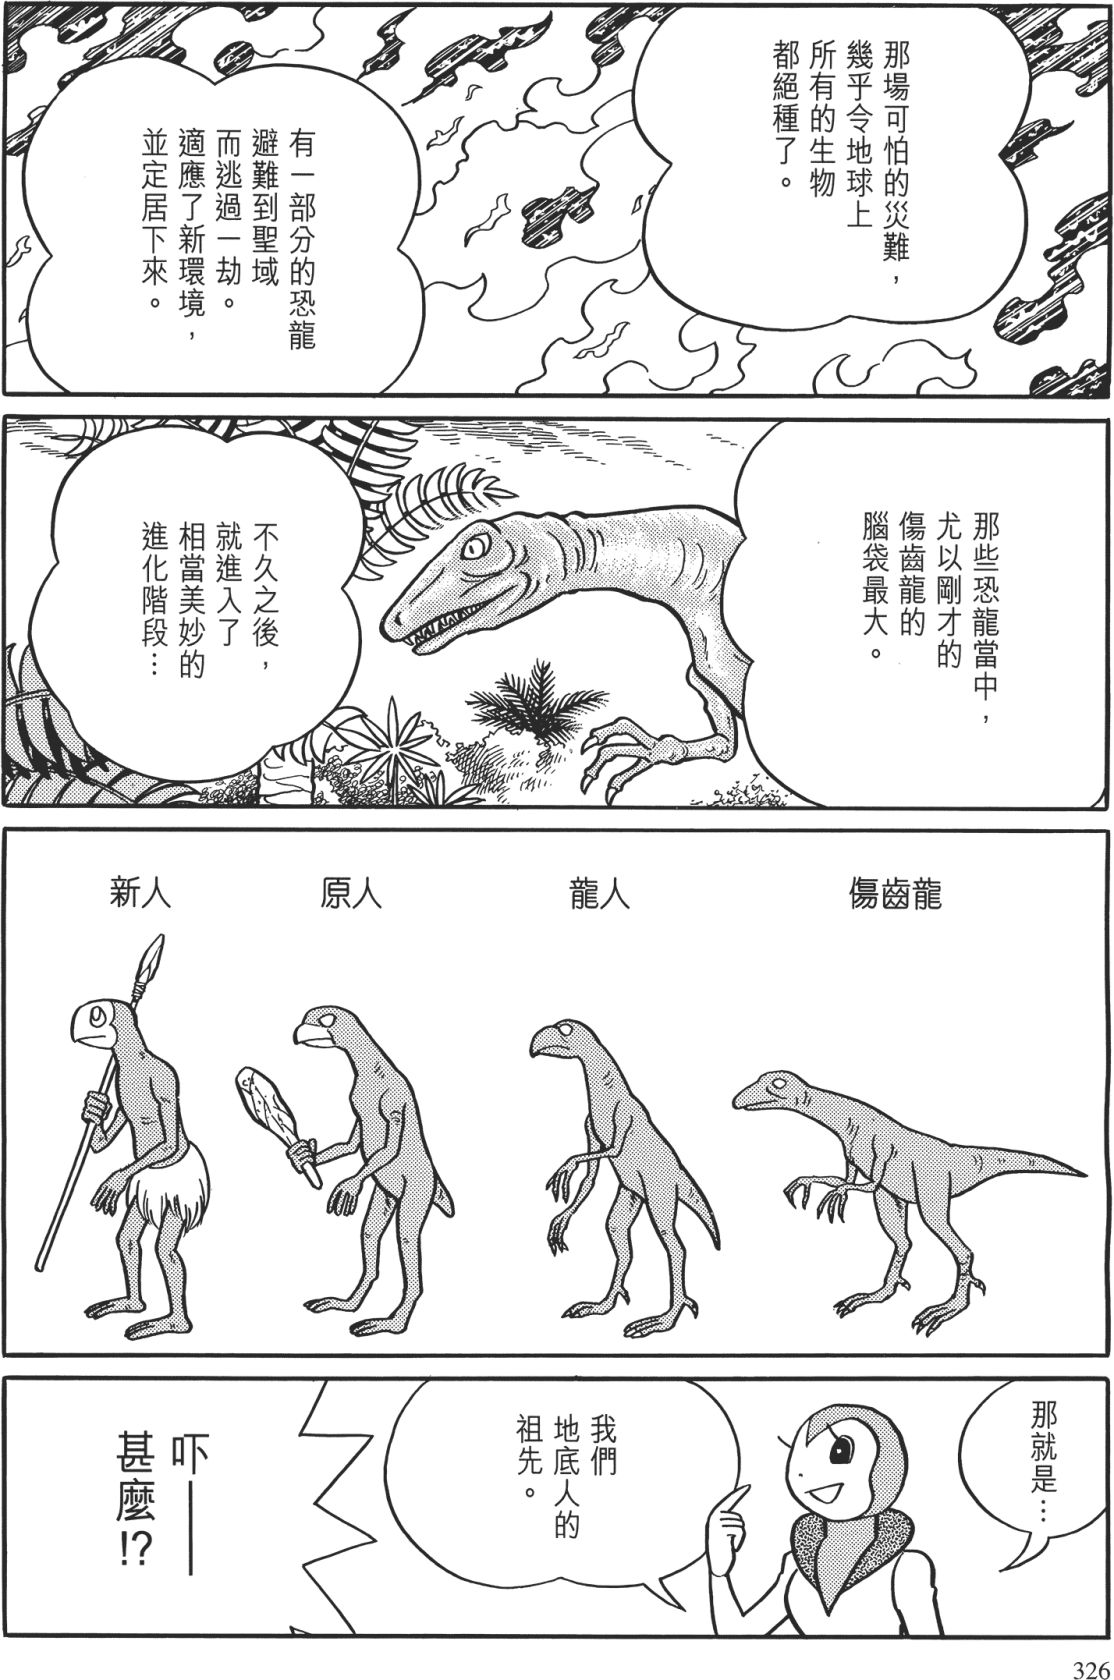 那場可怕的災難，
幾乎令地球上
所有的生物
都絕種了。
有一部分的恐龍
避難到聖域
而逃過一劫。
適應了新環境，
並定居下來。
那些恐龍當中，
尤以剛才的
傷齒龍的
腦袋最大。
不久之後，
就進入了
相當美妙的
進化階段…
傷齒龍
龍人
原人
新人
那就是…
我們
地底人的
祖先。
吓——
甚麼!?
326